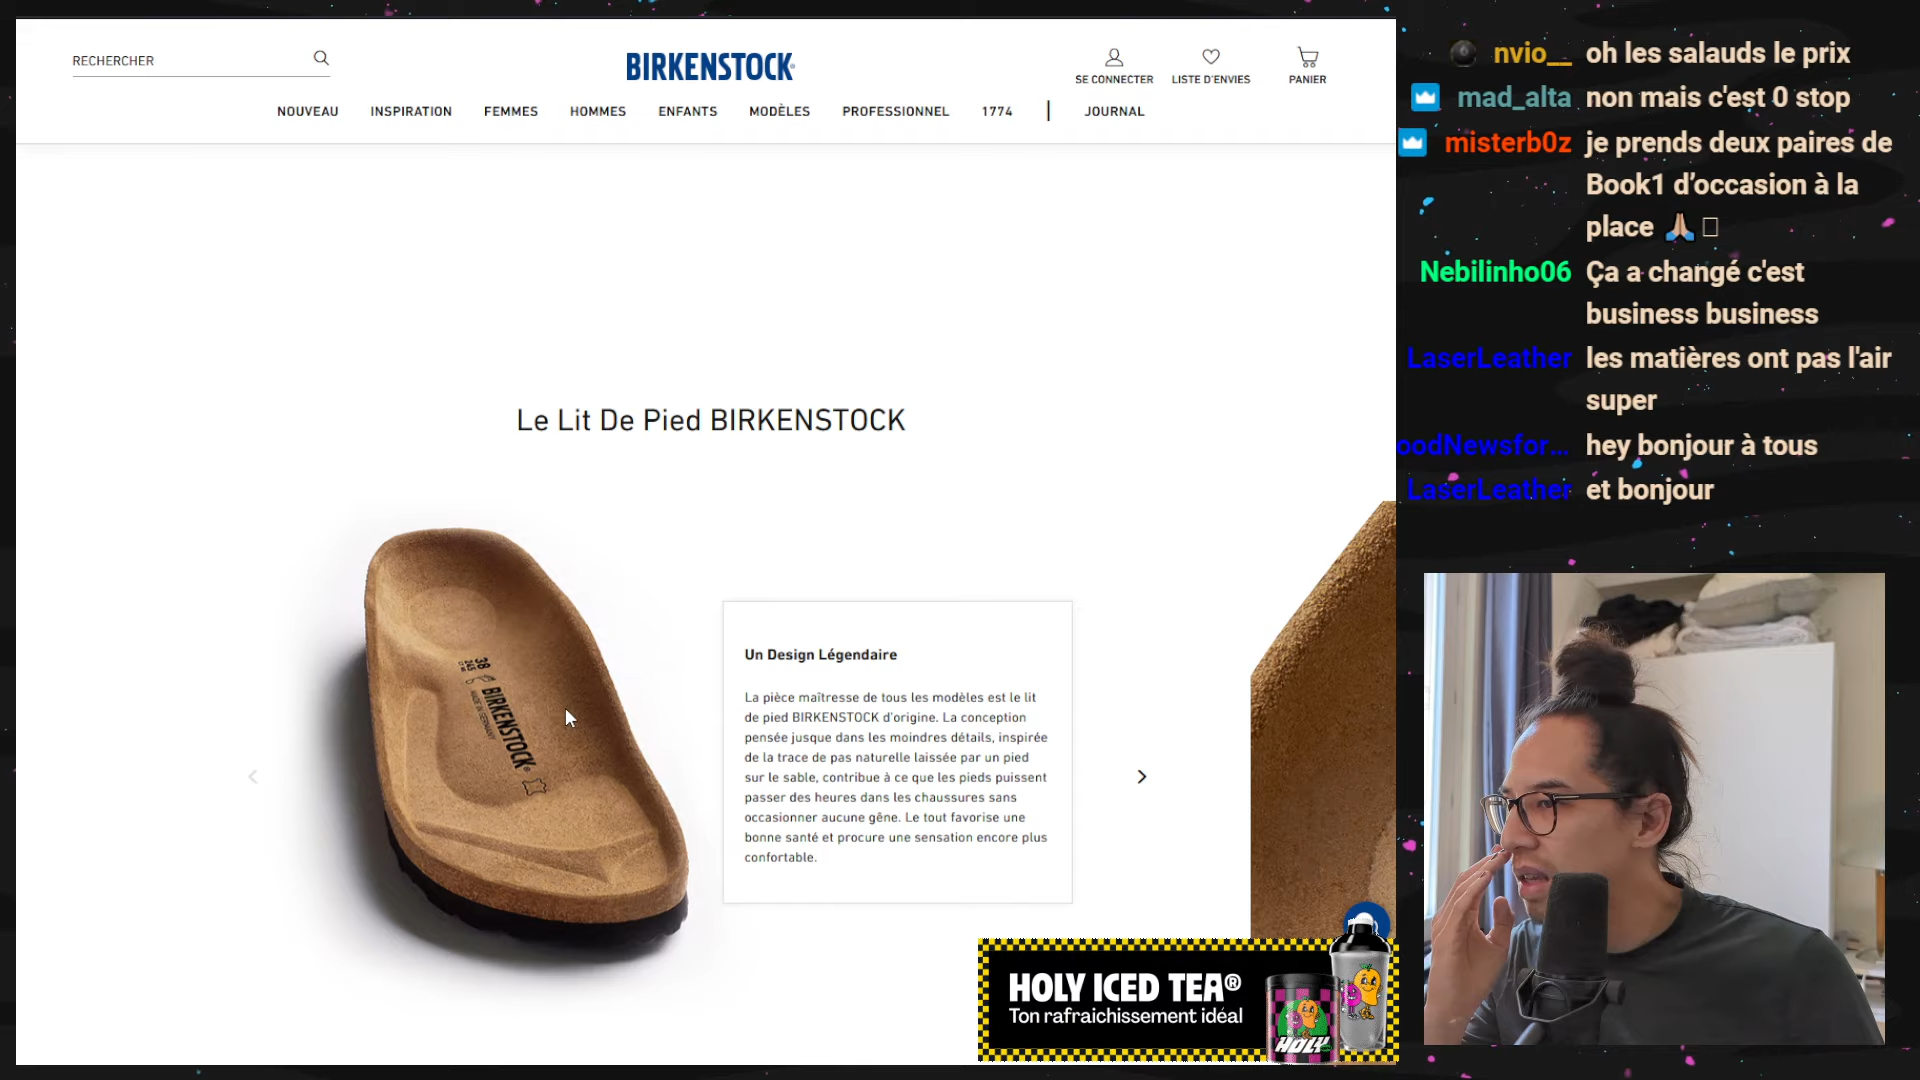 RECHERCHER
BIRKENSTOCK
SE CONNECTER
LISTE D'ENVIES
PANIER
NOUVEAU
INSPIRATION
FEMMES
HOMMES
ENFANTS
MODÈLES
PROFESSIONNEL
1774
JOURNAL
Le Lit De Pied BIRKENSTOCK
38
245
BIRKENSTOCK®
MADE IN GERMANY
Un Design Légendaire
La pièce maîtresse de tous les modèles est le lit
de pied BIRKENSTOCK d'origine. La conception
pensée jusque dans les moindres détails, inspirée
de la trace de pas naturelle laissée par un pied
sur le sable, contribue à ce que les pieds puissent
passer des heures dans les chaussures sans
occasionner aucune gêne. Le tout favorise une
bonne santé et procure une sensation encore plus
confortable.
HOLY ICED TEA®
Ton rafraichissement idéal
HOLY
nvio__ oh les salauds le prix
mad_alta non mais c'est 0 stop
misterb0z je prends deux paires de
Book1 d’occasion à la
place 🙏🏼
Nebilinho06 Ça a changé c'est
business business
LaserLeather les matières ont pas l'air
super
oodNewsfor... hey bonjour à tous
LaserLeather et bonjour